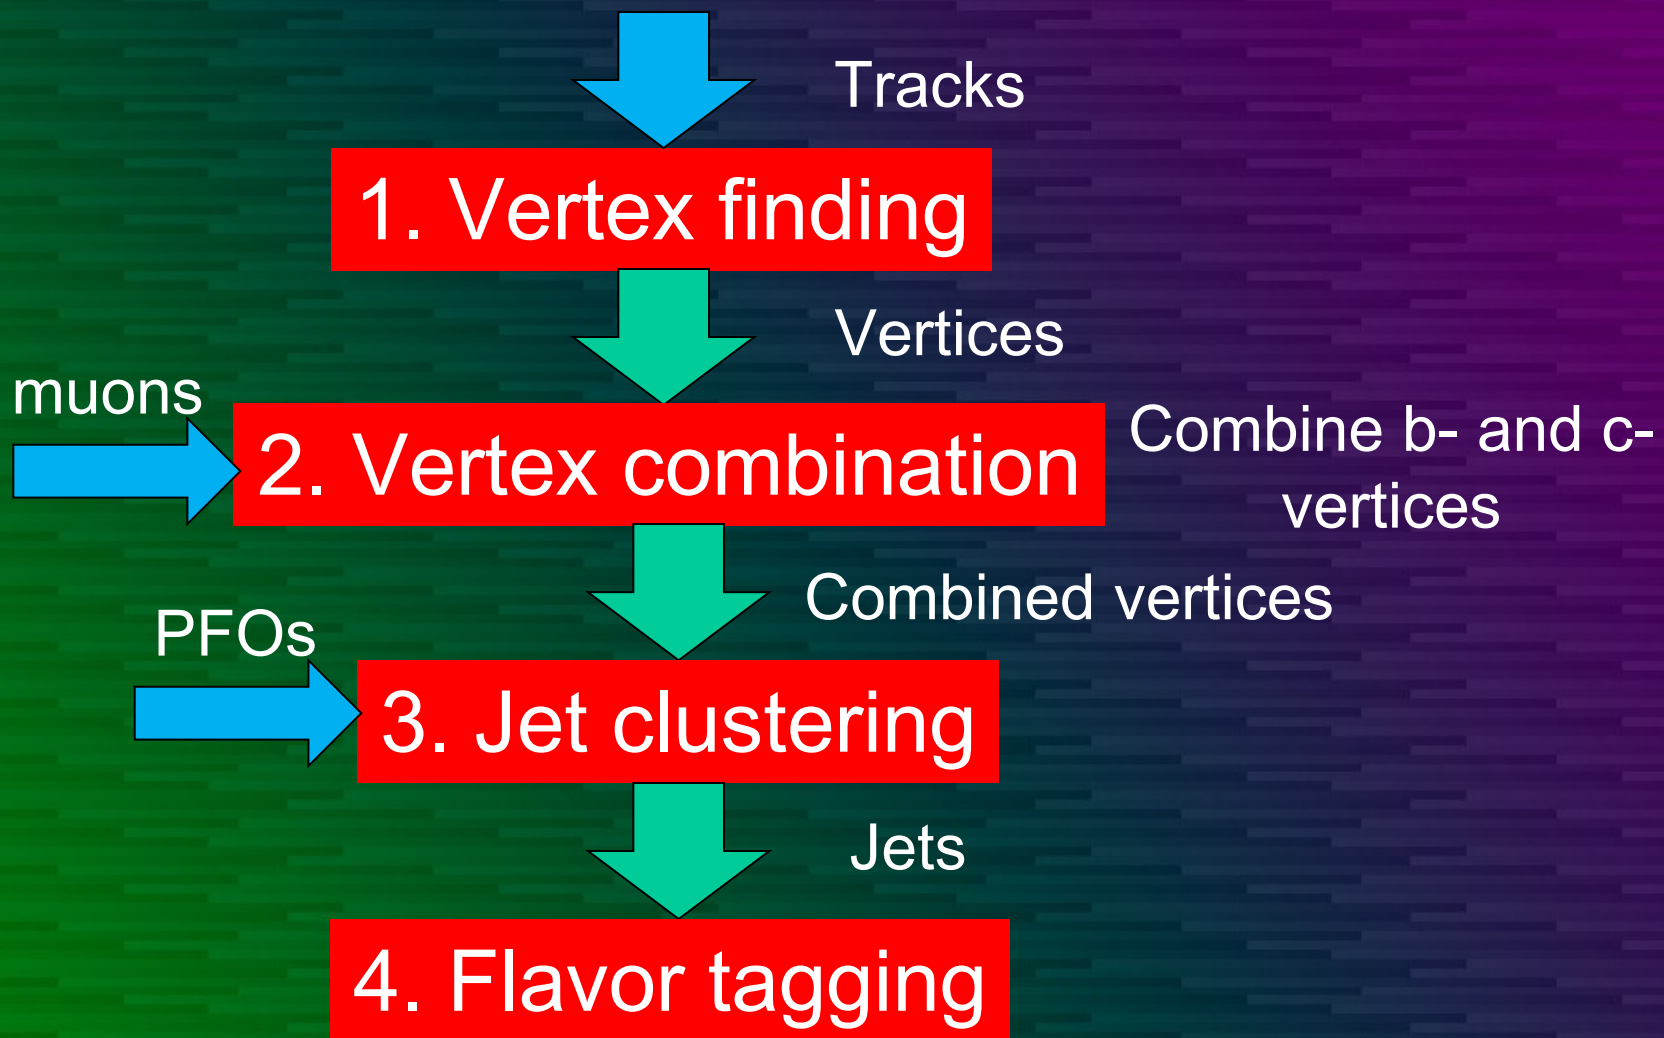 Tracks
1. Vertex finding
Vertices
muons
2. Vertex combination
Combine b- and c-
vertices
Combined vertices
PFOs
3. Jet clustering
Jets
4. Flavor tagging